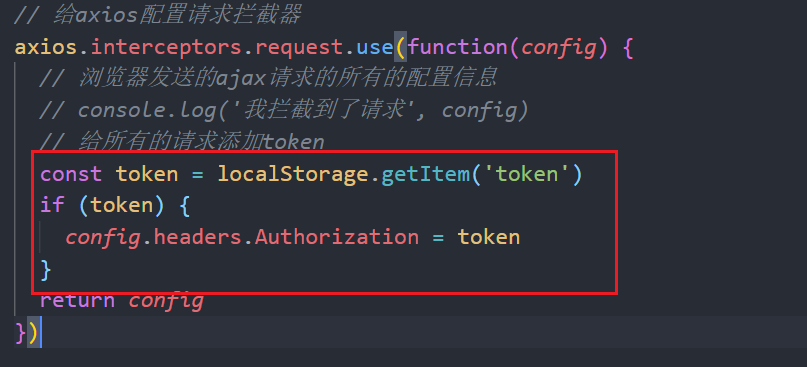 // 给axios配置请求拦截器
axios.interceptors.request.use(function(config) {
// 浏览器发送的ajax请求的所有的配置信息
// console.log('我拦截到了请求', config)
// 给所有的请求添加token
const token = localStorage.getItem('token')
if (token) {
config.headers.Authorization = token
}
return config
})